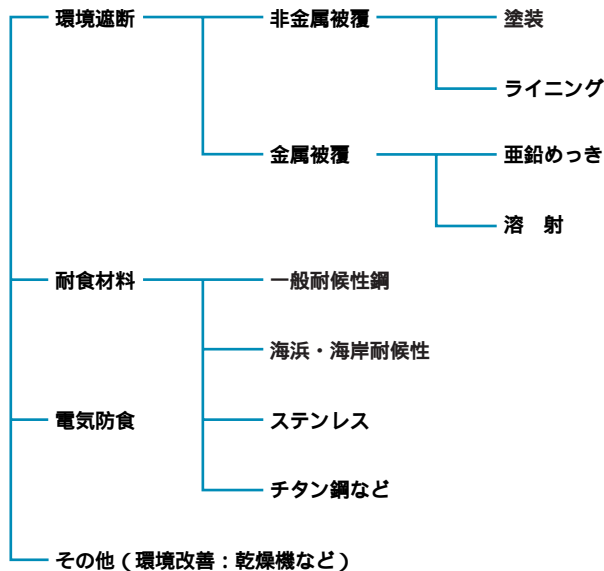 環境遮断
非金属被覆
塗装
ライニング
金属被覆
亜鉛めっき
溶　射
耐食材料
一般耐候性鋼
海浜・海岸耐候性
電気防食
ステンレス
チタン鋼など
その他（環境改善：乾燥機など）